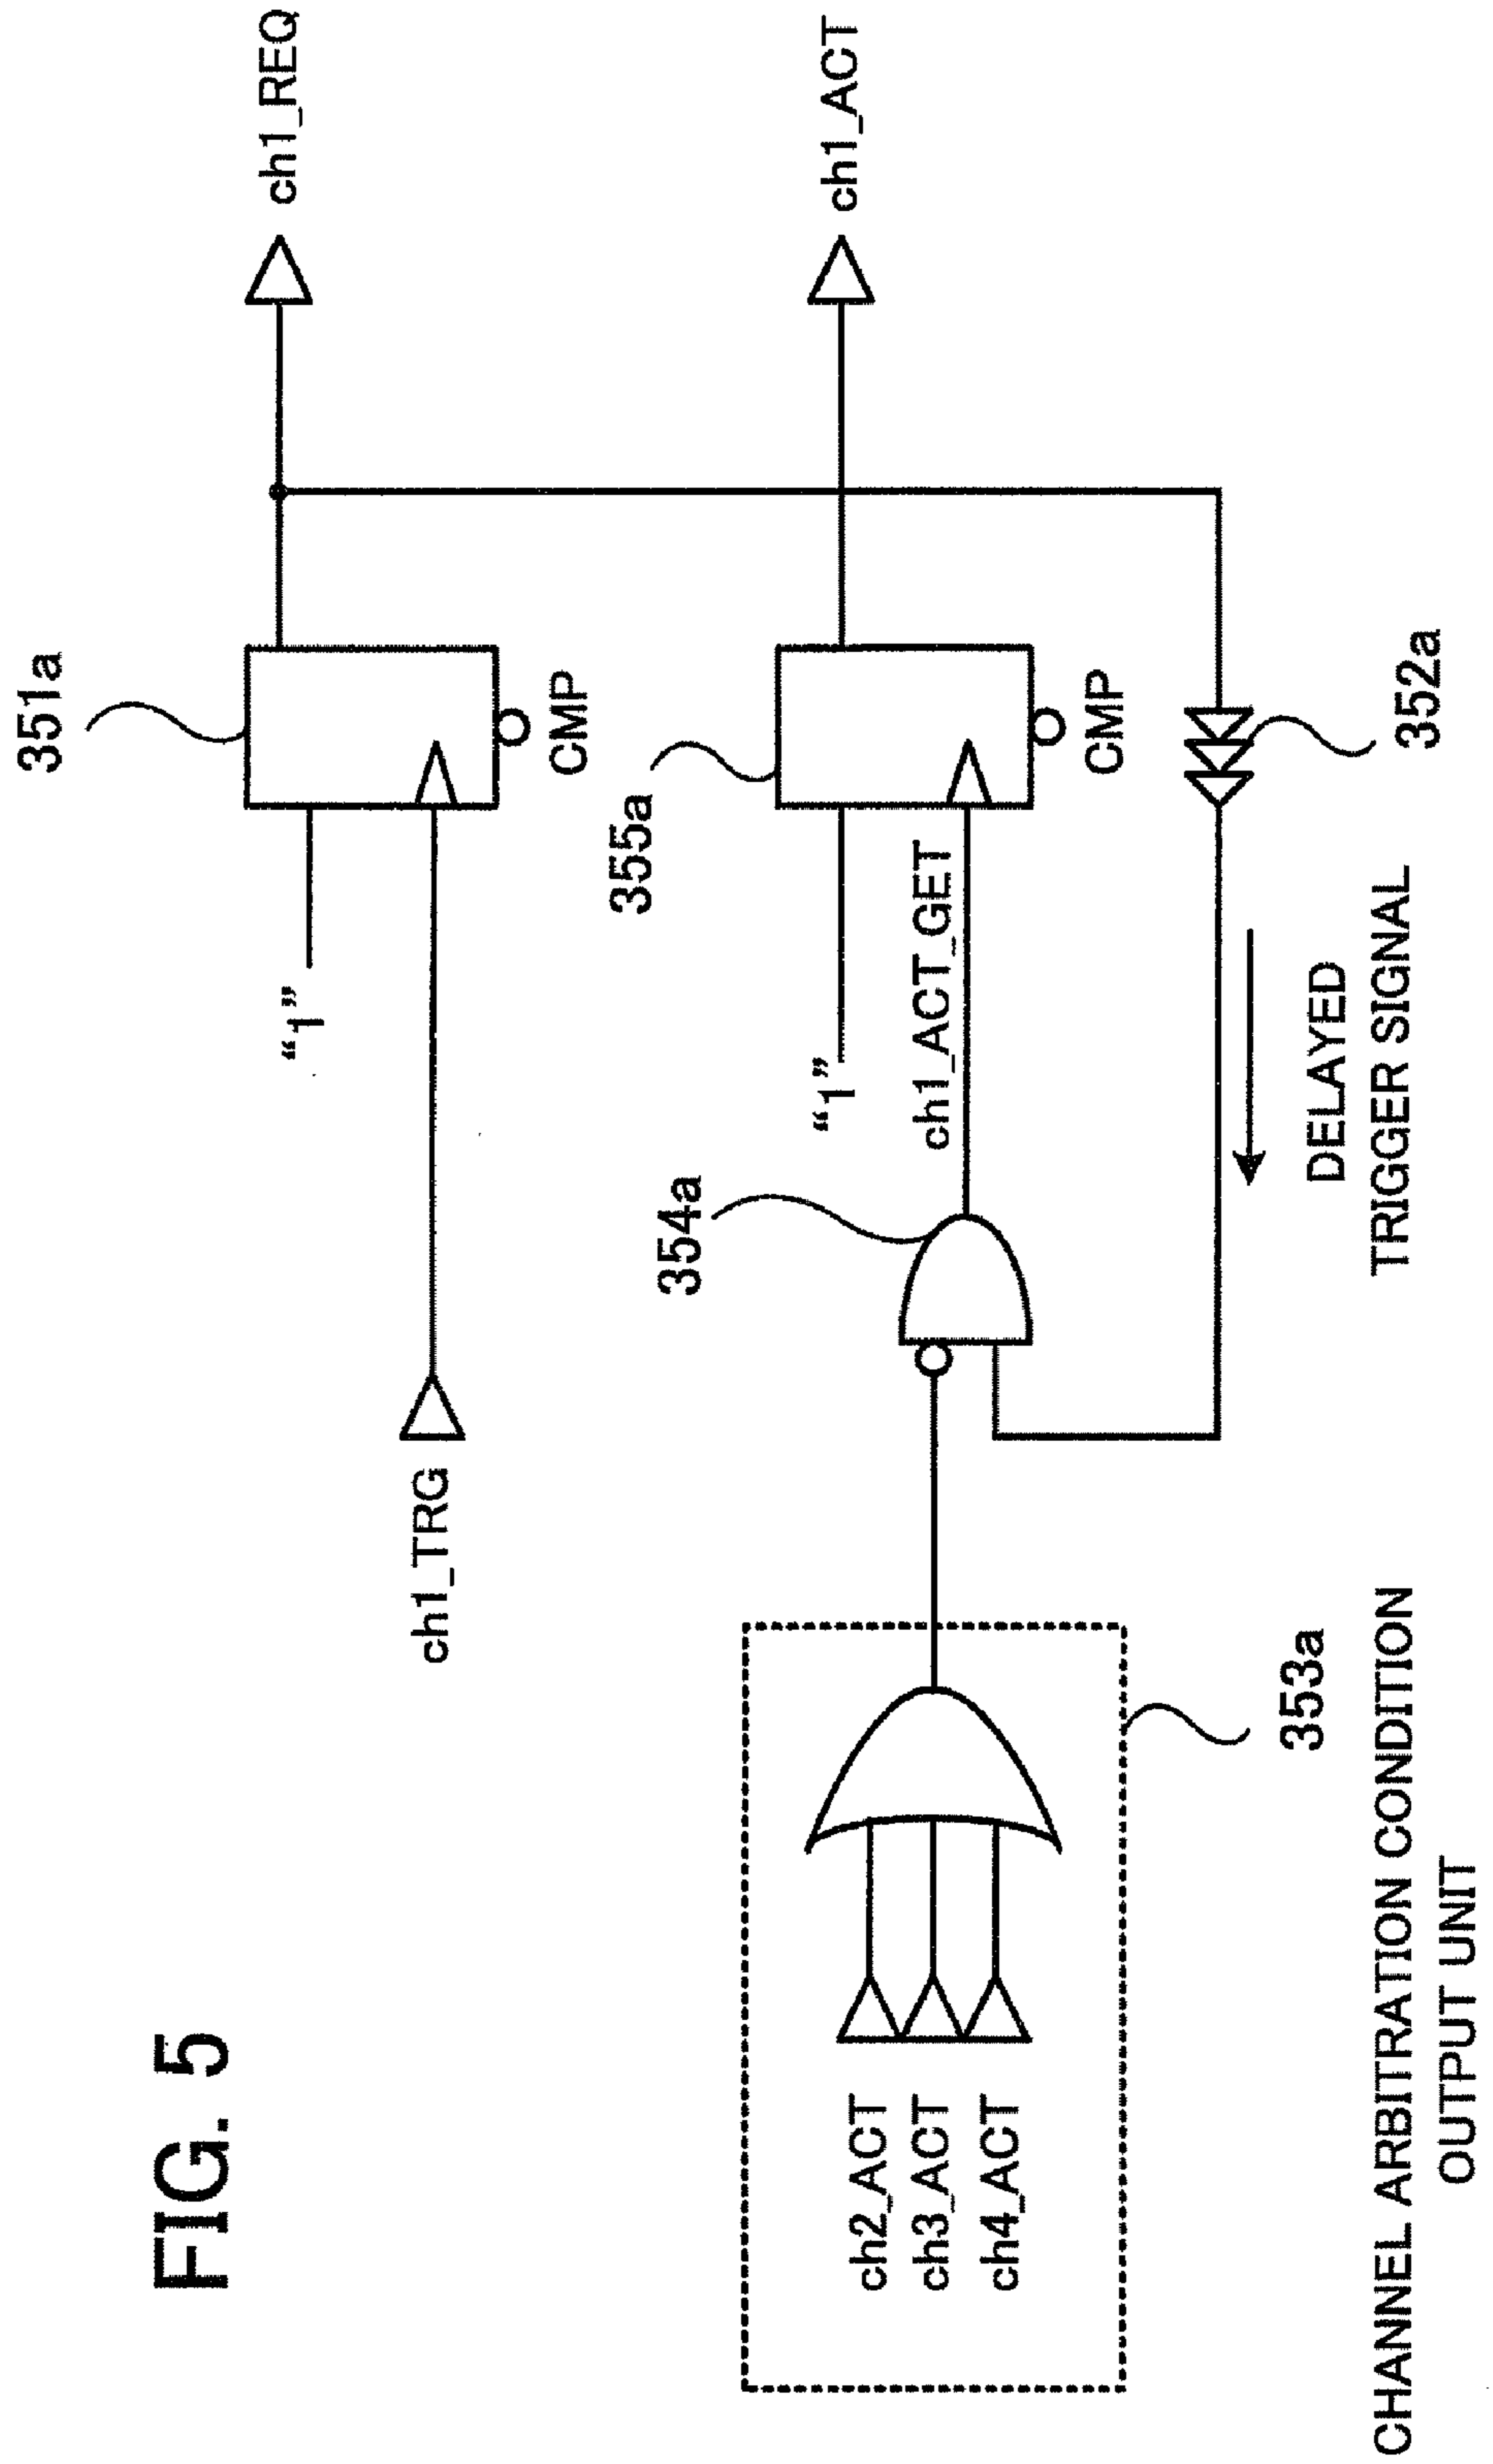 FIG. 5
351a
ch1_REQ
"1"
CMP
ch1_TRG
355a
ch1_ACT
"1"
354a
ch1_ACT_GET
CMP
ch2_ACT
ch3_ACT
ch4_ACT
352a
353a
DELAYED
TRIGGER SIGNAL
CHANNEL ARBITRATION CONDITION
OUTPUT UNIT